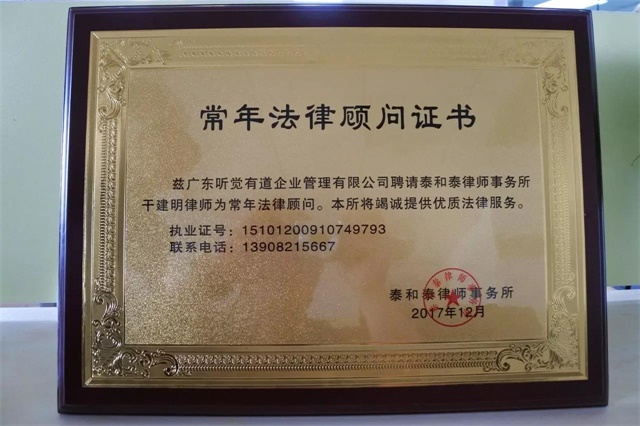 常年法律顾问证书
兹广东听觉有道企业管理有限公司聘请泰和泰律师事务所
干建明律师为常年法律顾问。本所将竭诚提供优质法律服务。
执业证号：15101200910749793
联系电话：13908215667
泰和泰律师事务所
2017年12月